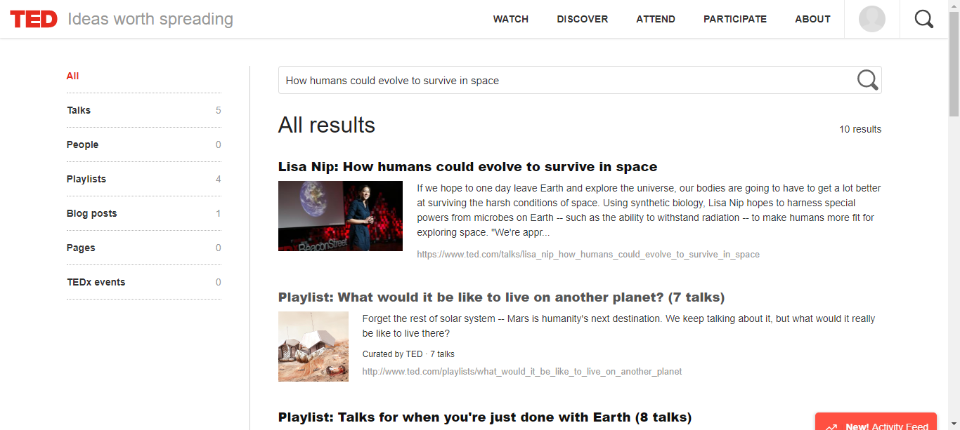 TED Ideas worth spreading
WATCH DISCOVER ATTEND PARTICIPATE ABOUT
All
Talks 5
People 0
Playlists 4
Blog posts 1
Pages 0
TEDx events 0
How humans could evolve to survive in space
All results
10 results
Lisa Nip: How humans could evolve to survive in space
If we hope to one day leave Earth and explore the universe, our bodies are going to have to get a lot better
at surviving the harsh conditions of space. Using synthetic biology, Lisa Nip hopes to harness special
powers from microbes on Earth -- such as the ability to withstand radiation -- to make humans more fit for
exploring space. "We're appr...
https://www.ted.com/talks/lisa_nip_how_humans_could_evolve_to_survive_in_space
BeaconStreet
Playlist: What would it be like to live on another planet? (7 talks)
Forget the rest of solar system -- Mars is humanity's next destination. We keep talking about it, but what would it really
be like to live there?
Curated by TED · 7 talks
http://www.ted.com/playlists/what_would_it_be_like_to_live_on_another_planet
Playlist: Talks for when you're just done with Earth (8 talks)
New! Activity Feed